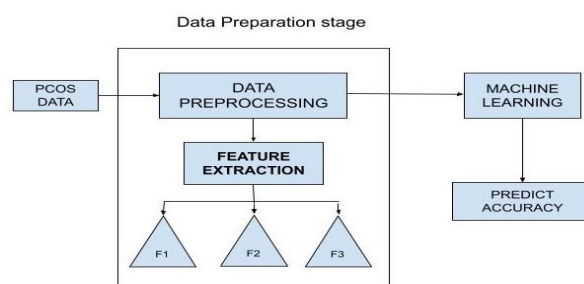 Data Preparation stage
PCOS
DATA
DATA
PREPROCESSING
MACHINE
LEARNING
FEATURE
EXTRACTION
PREDICT
ACCURACY
F1
F2
F3